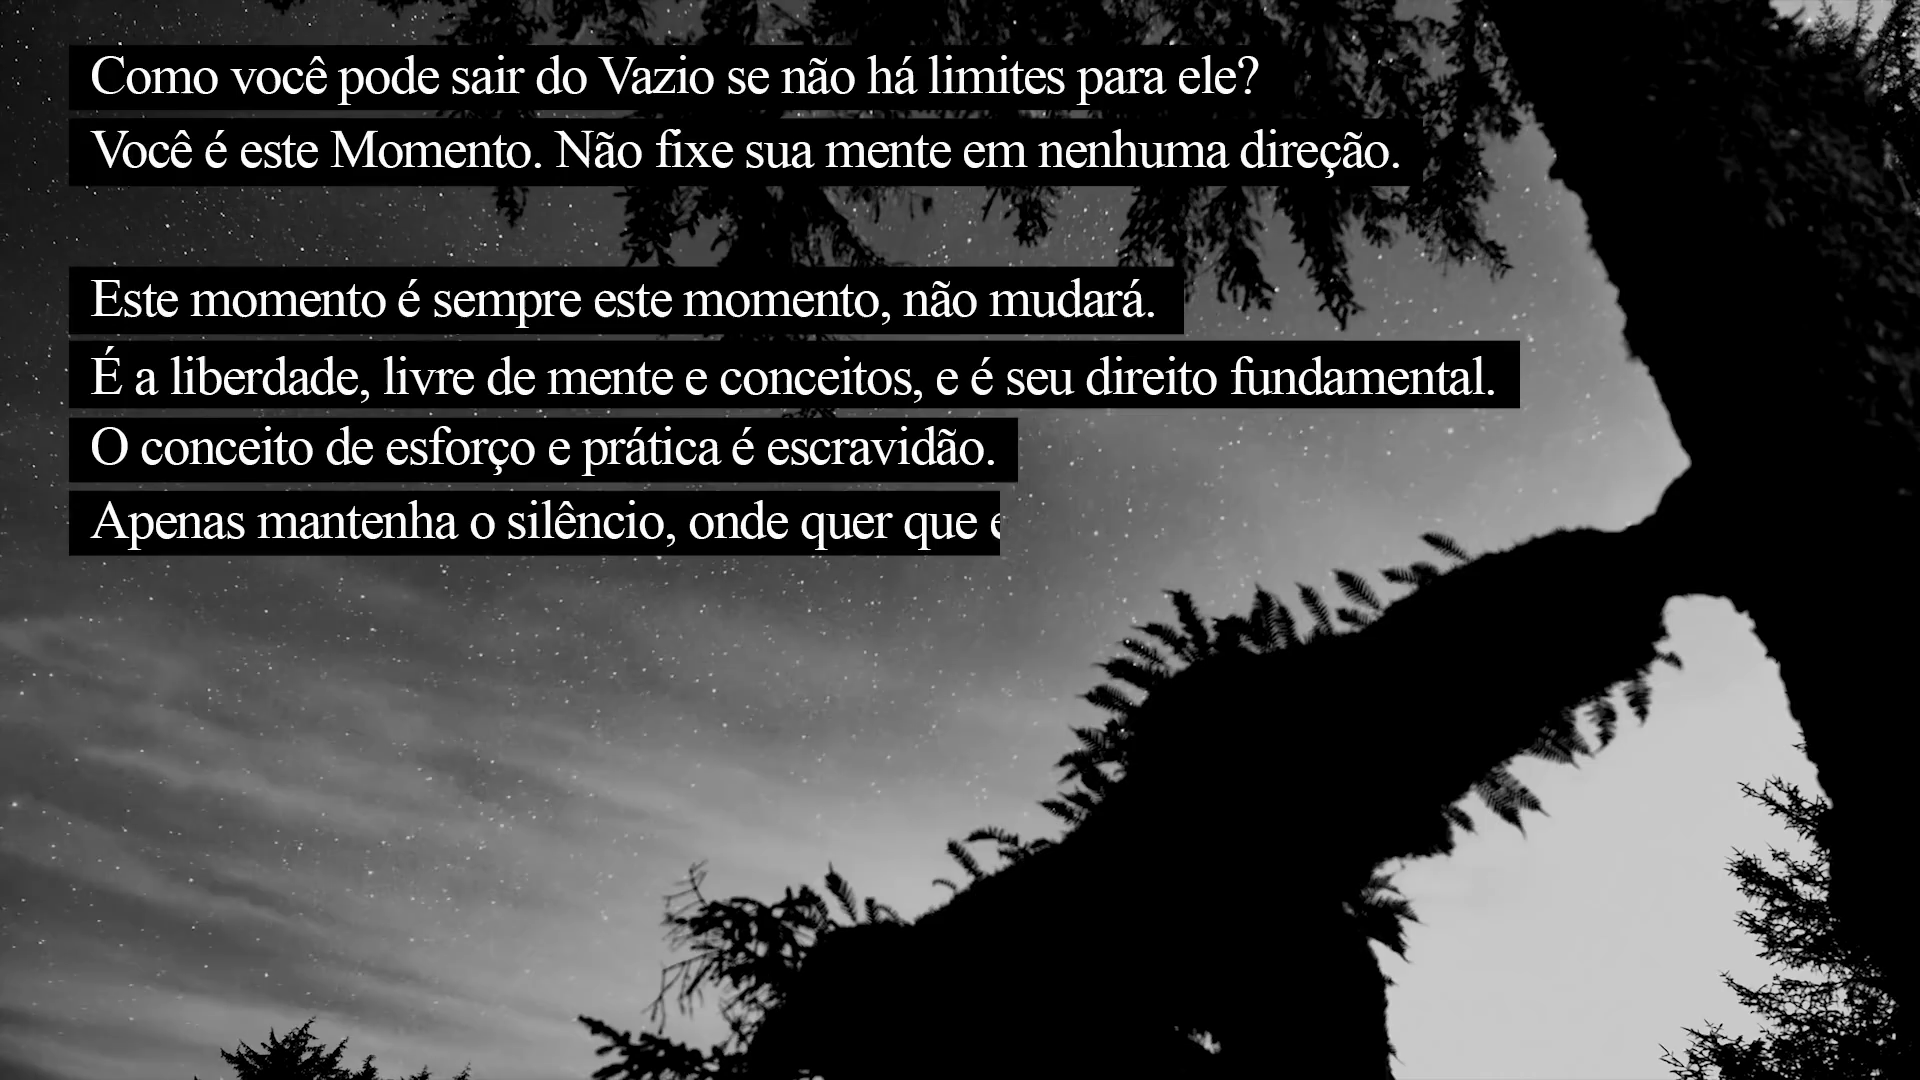 Como você pode sair do Vazio se não há limites para ele?
Você é este Momento. Não fixe sua mente em nenhuma direção.
Este momento é sempre este momento, não mudará.
É a liberdade, livre de mente e conceitos, e é seu direito fundamental.
O conceito de esforço e prática é escravidão.
Apenas mantenha o silêncio, onde quer que